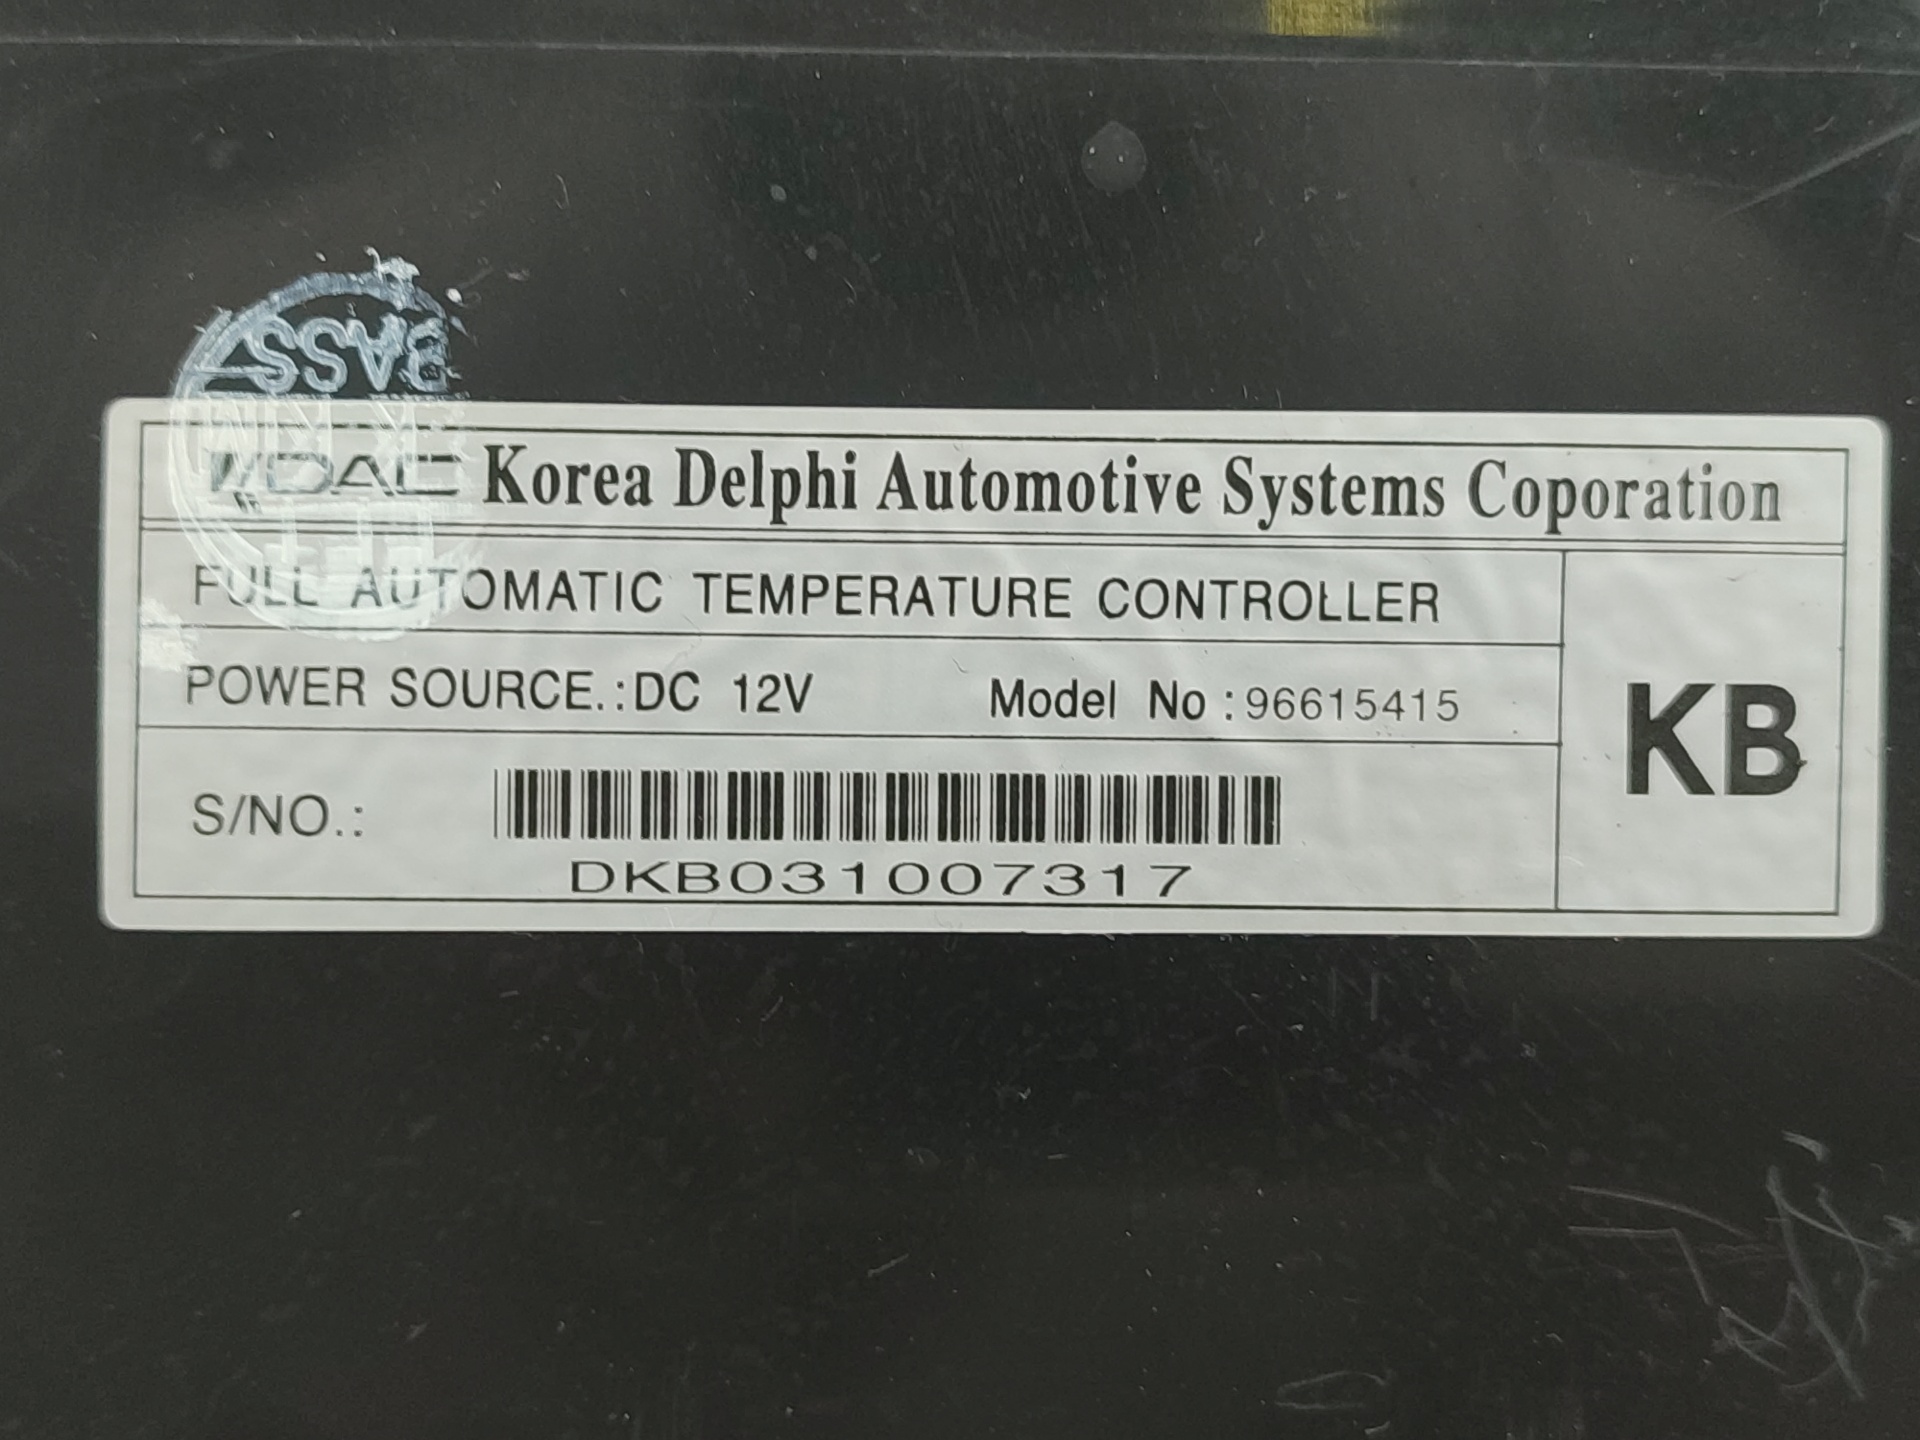 BASS
KDAC Korea Delphi Automotive Systems Coporation
FULL AUTOMATIC TEMPERATURE CONTROLLER
POWER SOURCE.:DC 12V Model No :96615415
KB
S/NO.:
DKB031007317